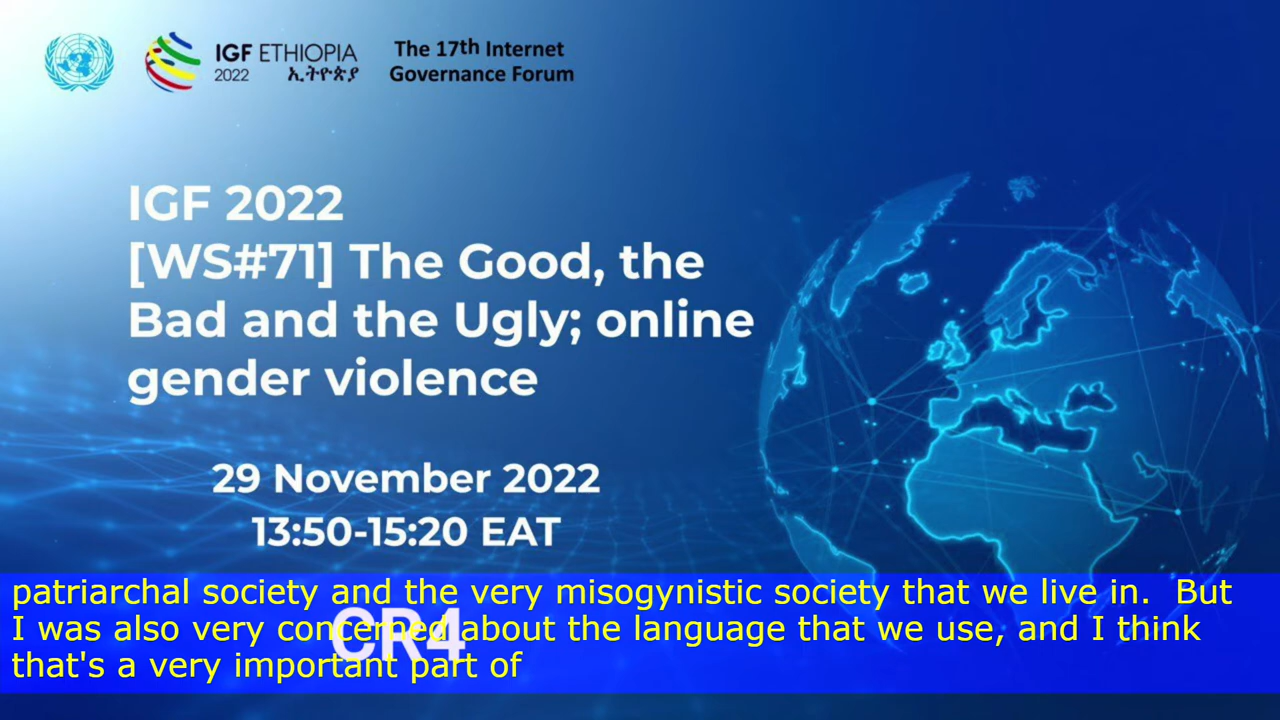 IGF ETHIOPIA
2022 ኢትዮጵያ
The 17th Internet
Governance Forum
IGF 2022
[WS#71] The Good, the
Bad and the Ugly; online
gender violence
29 November 2022
13:50-15:20 EAT
CR4
patriarchal society and the very misogynistic society that we live in.  But
I was also very concerned about the language that we use, and I think
that's a very important part of